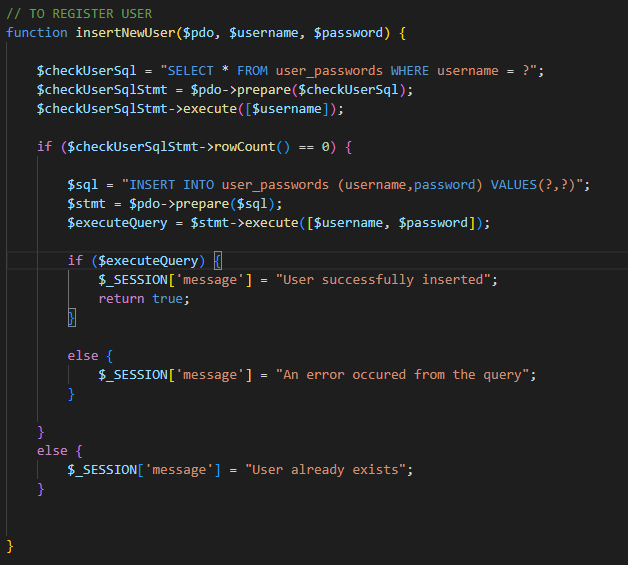 // TO REGISTER USER
function insertNewUser($pdo, $username, $password) {
$checkUserSql = "SELECT * FROM user_passwords WHERE username = ?";
$checkUserSqlStmt = $pdo->prepare($checkUserSql);
$checkUserSqlStmt->execute([$username]);
if ($checkUserSqlStmt->rowCount() == 0) {
$sql = "INSERT INTO user_passwords (username,password) VALUES(?,?)";
$stmt = $pdo->prepare($sql);
$executeQuery = $stmt->execute([$username, $password]);
if ($executeQuery) {
$_SESSION['message'] = "User successfully inserted";
return true;
}
else {
$_SESSION['message'] = "An error occured from the query";
}
}
else {
$_SESSION['message'] = "User already exists";
}
}